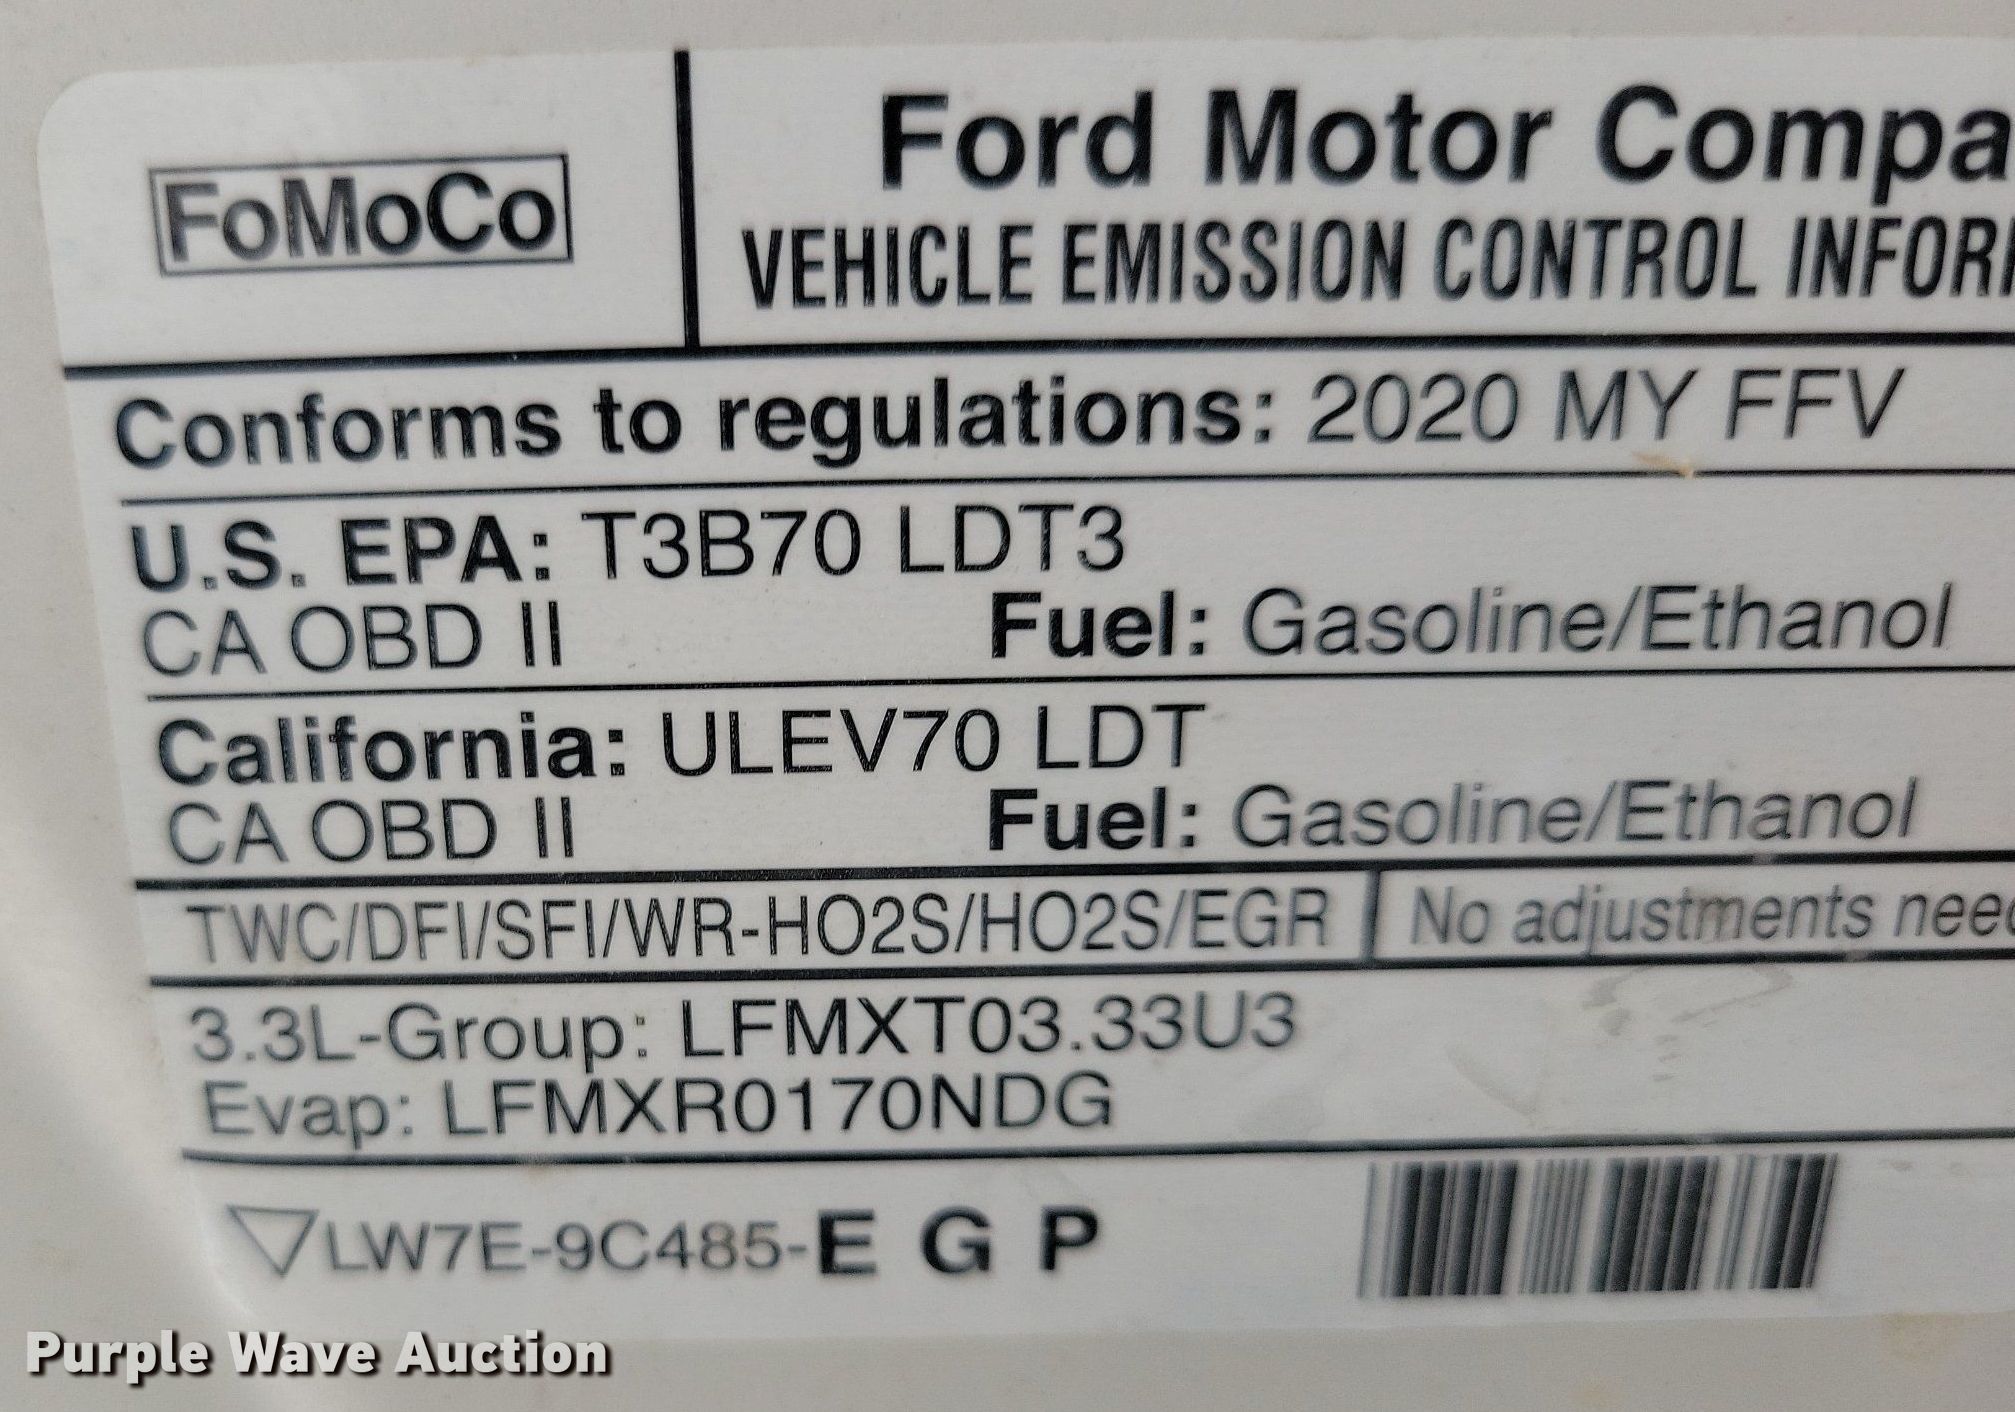 FoMoCo
Ford Motor Compa
VEHICLE EMISSION CONTROL INFOR
Conforms to regulations: 2020 MY FFV
U.S. EPA: T3B70 LDT3
CA OBD II Fuel: Gasoline/Ethanol
California: ULEV70 LDT
CA OBD II Fuel: Gasoline/Ethanol
TWC/DFI/SFI/WR-HO2S/HO2S/EGR No adjustments nee
3.3L-Group: LFMXT03.33U3
Evap: LFMXR0170NDG
LW7E-9C485-E G P
Purple Wave Auction